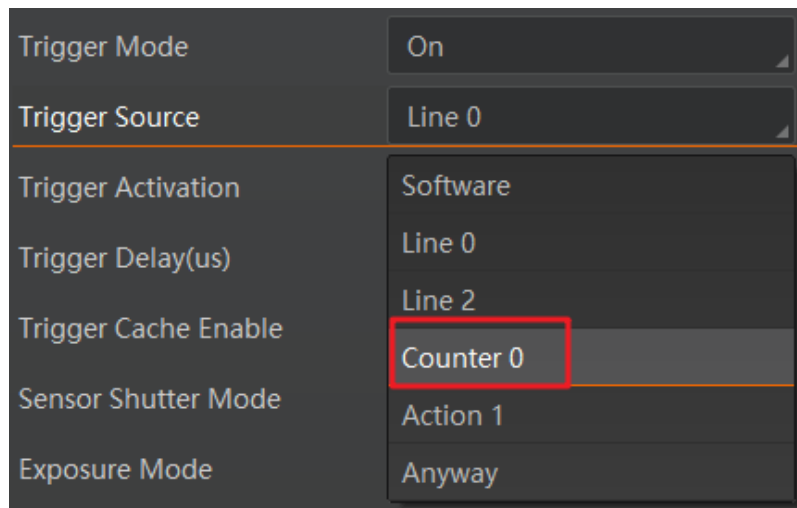 Trigger Mode On
Trigger Source Line 0
Trigger Activation Software
Trigger Delay(us) Line 0
Line 2
Trigger Cache Enable
Counter 0
Sensor Shutter Mode
Action 1
Exposure Mode Anyway